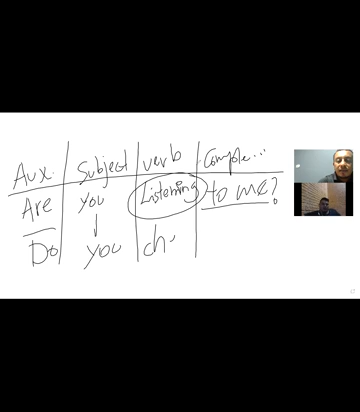 Aux. Subject verb Comple...
Are you Listening to me?
Do you ch